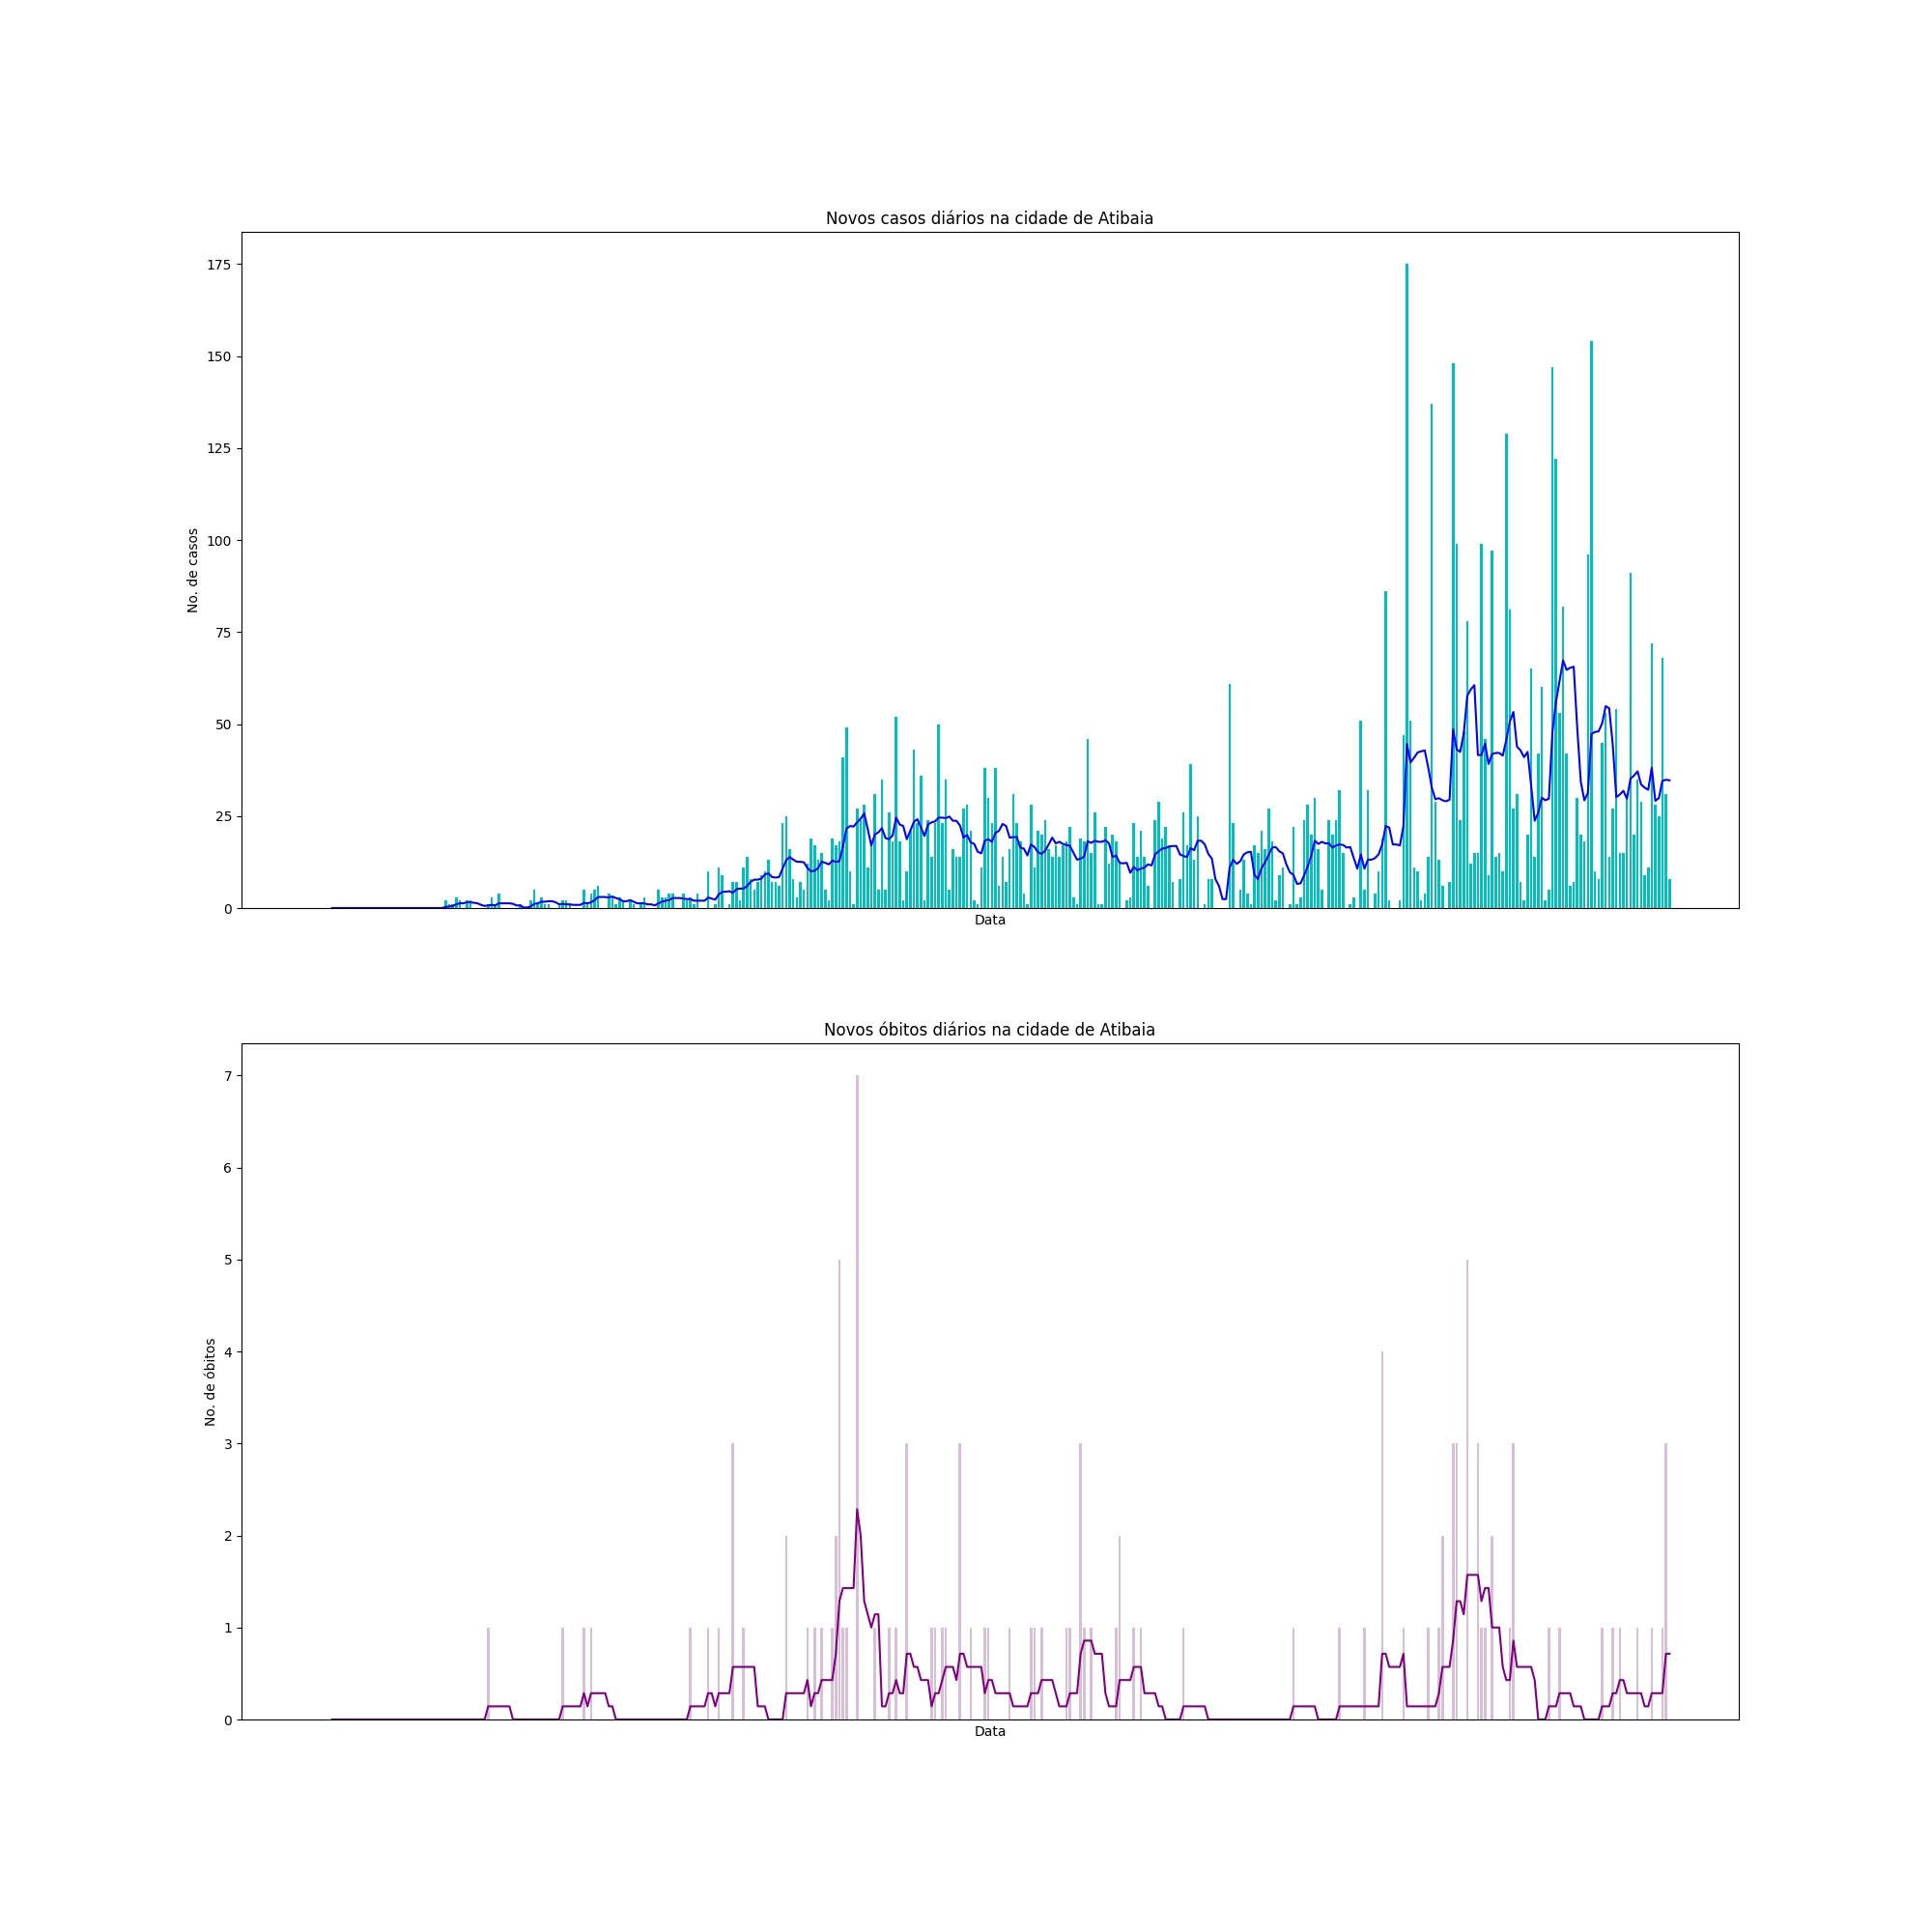 Novos casos diários na cidade de Atibaia
175
150
125
100
75
50
25
0
No. de casos
Data
Novos óbitos diários na cidade de Atibaia
7
6
5
4
3
2
1
0
No. de óbitos
Data